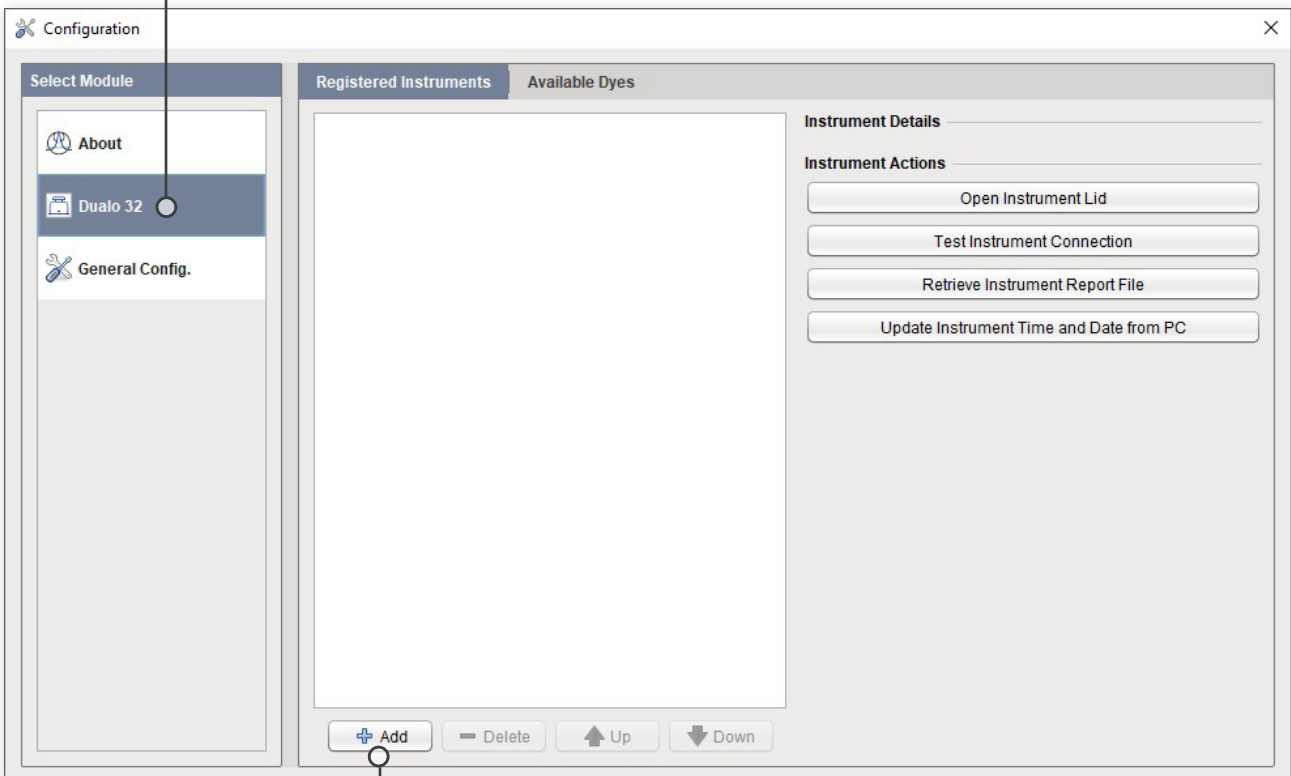 Configuration
Select Module
About
Dualo 32
General Config.
Registered Instruments
Available Dyes
Instrument Details
Instrument Actions
Open Instrument Lid
Test Instrument Connection
Retrieve Instrument Report File
Update Instrument Time and Date from PC
Add
Delete
Up
Down